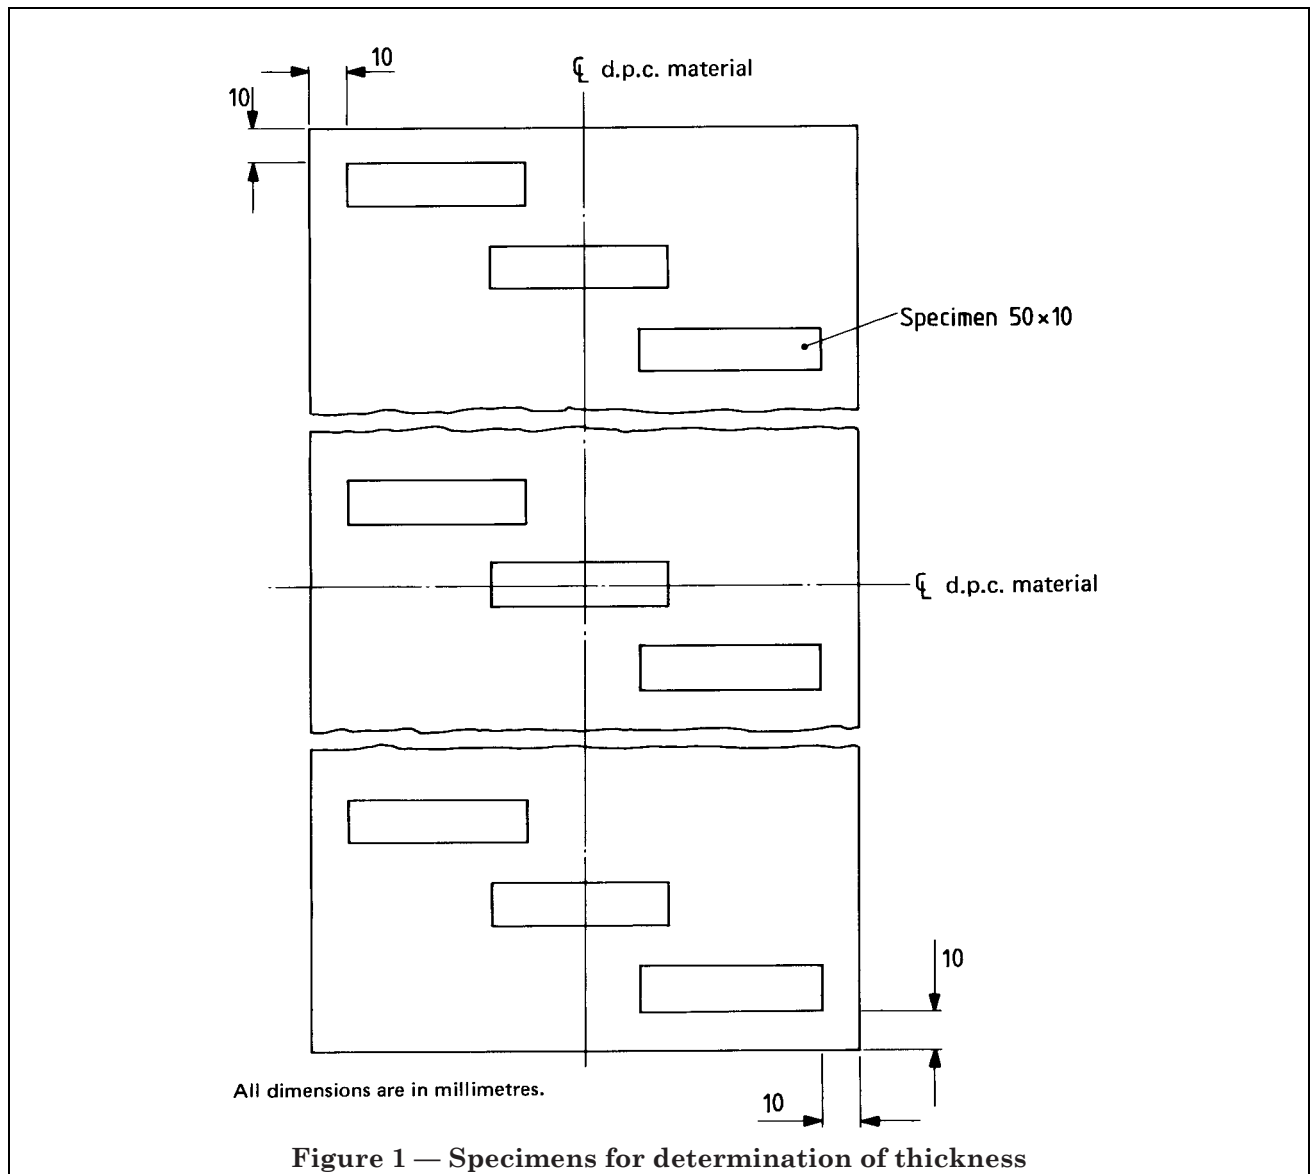 10
℄ d.p.c. material
10
Specimen 50×10
℄ d.p.c. material
10
All dimensions are in millimetres.
10
Figure 1 — Specimens for determination of thickness